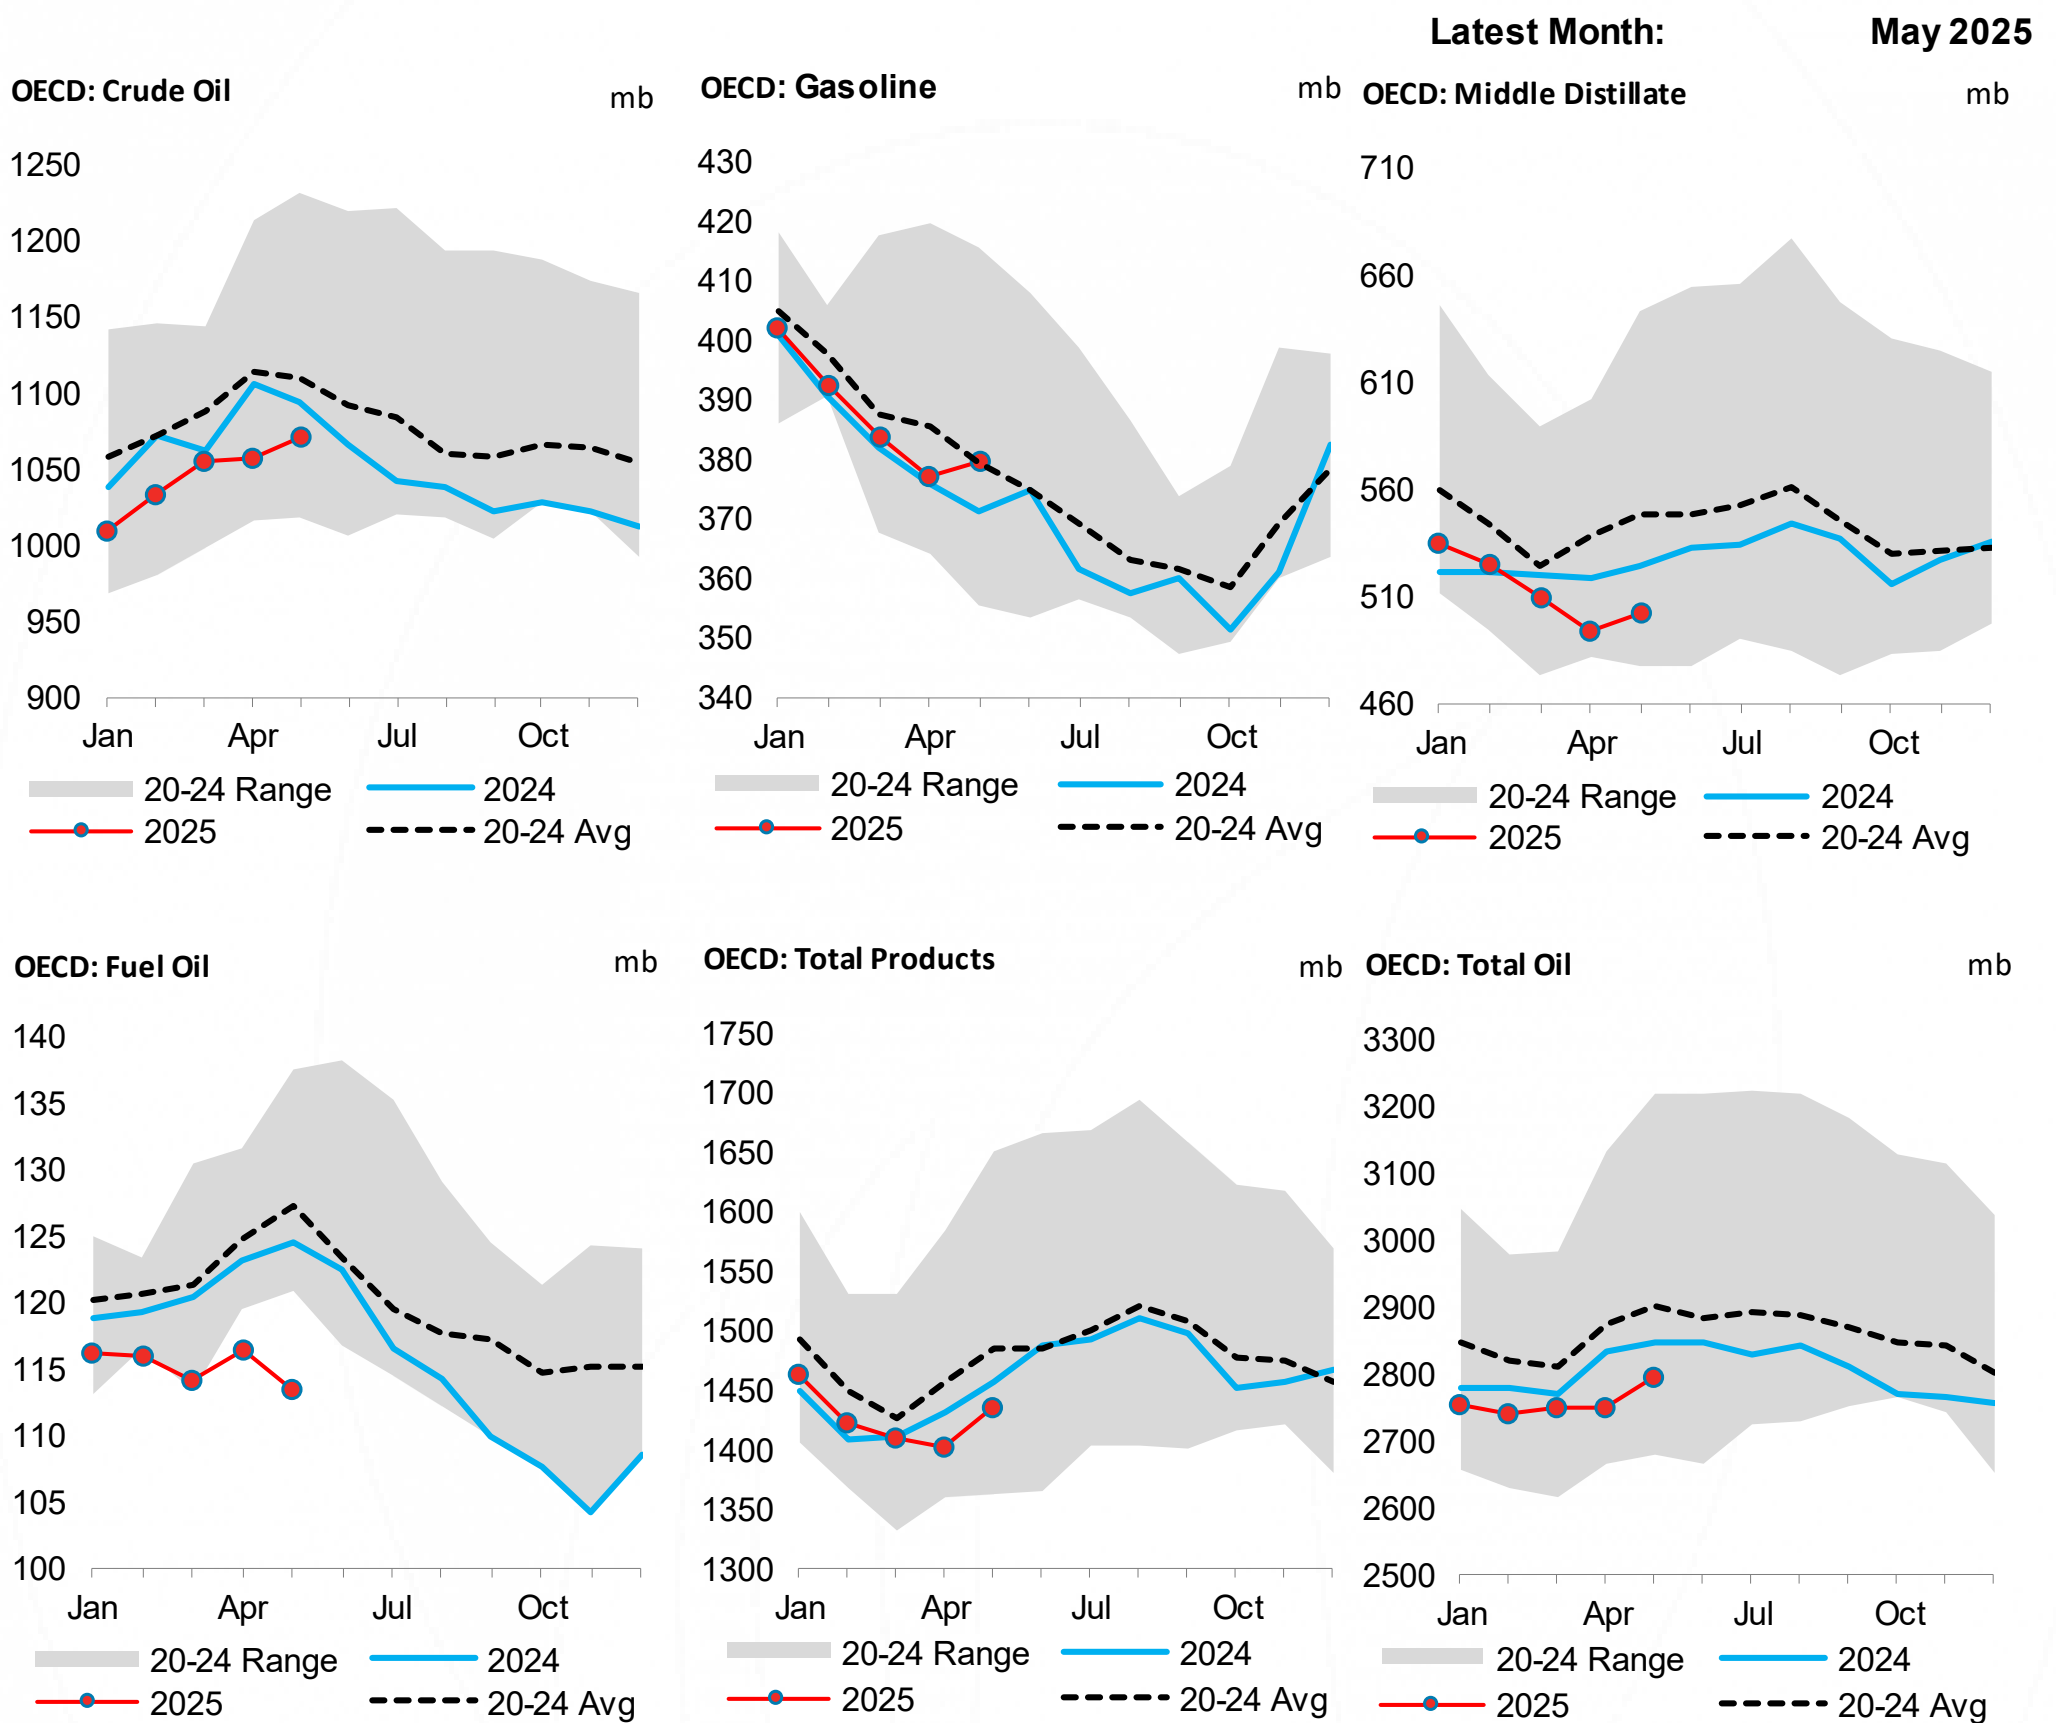 Latest Month: May 2025
OECD: Crude Oil mb
1250
1200
1150
1100
1050
1000
950
900
Jan Apr Jul Oct
20-24 Range 2024
2025 20-24 Avg
OECD: Gasoline mb
430
420
410
400
390
380
370
360
350
340
Jan Apr Jul Oct
20-24 Range 2024
2025 20-24 Avg
OECD: Middle Distillate mb
710
660
610
560
510
460
Jan Apr Jul Oct
20-24 Range 2024
2025 20-24 Avg
OECD: Fuel Oil mb
140
135
130
125
120
115
110
105
100
Jan Apr Jul Oct
20-24 Range 2024
2025 20-24 Avg
OECD: Total Products mb
1750
1700
1650
1600
1550
1500
1450
1400
1350
1300
Jan Apr Jul Oct
20-24 Range 2024
2025 20-24 Avg
OECD: Total Oil mb
3300
3200
3100
3000
2900
2800
2700
2600
2500
Jan Apr Jul Oct
20-24 Range 2024
2025 20-24 Avg